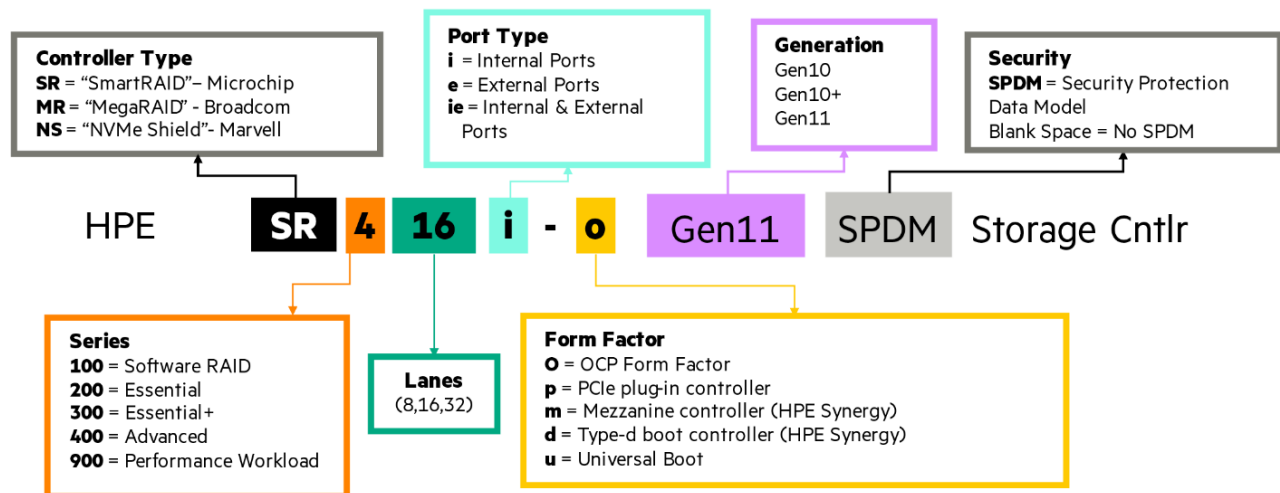 Controller Type
SR = “SmartRAID”– Microchip
MR = “MegaRAID” - Broadcom
NS = “NVMe Shield”- Marvell
Port Type
i = Internal Ports
e = External Ports
ie = Internal & External
Ports
Generation
Gen10
Gen10+
Gen11
Security
SPDM = Security Protection
Data Model
Blank Space = No SPDM
HPE SR 4 16 i - o Gen11 SPDM Storage Cntlr
Series
100 = Software RAID
200 = Essential
300 = Essential+
400 = Advanced
900 = Performance Workload
Lanes
(8,16,32)
Form Factor
O = OCP Form Factor
p = PCIe plug-in controller
m = Mezzanine controller (HPE Synergy)
d = Type-d boot controller (HPE Synergy)
u = Universal Boot